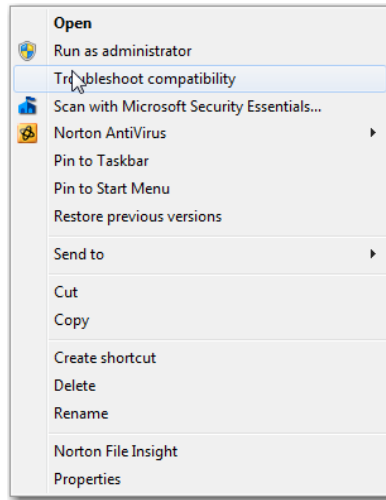 Open
Run as administrator
Troubleshoot compatibility
Scan with Microsoft Security Essentials...
Norton AntiVirus
Pin to Taskbar
Pin to Start Menu
Restore previous versions
Send to
Cut
Copy
Create shortcut
Delete
Rename
Norton File Insight
Properties